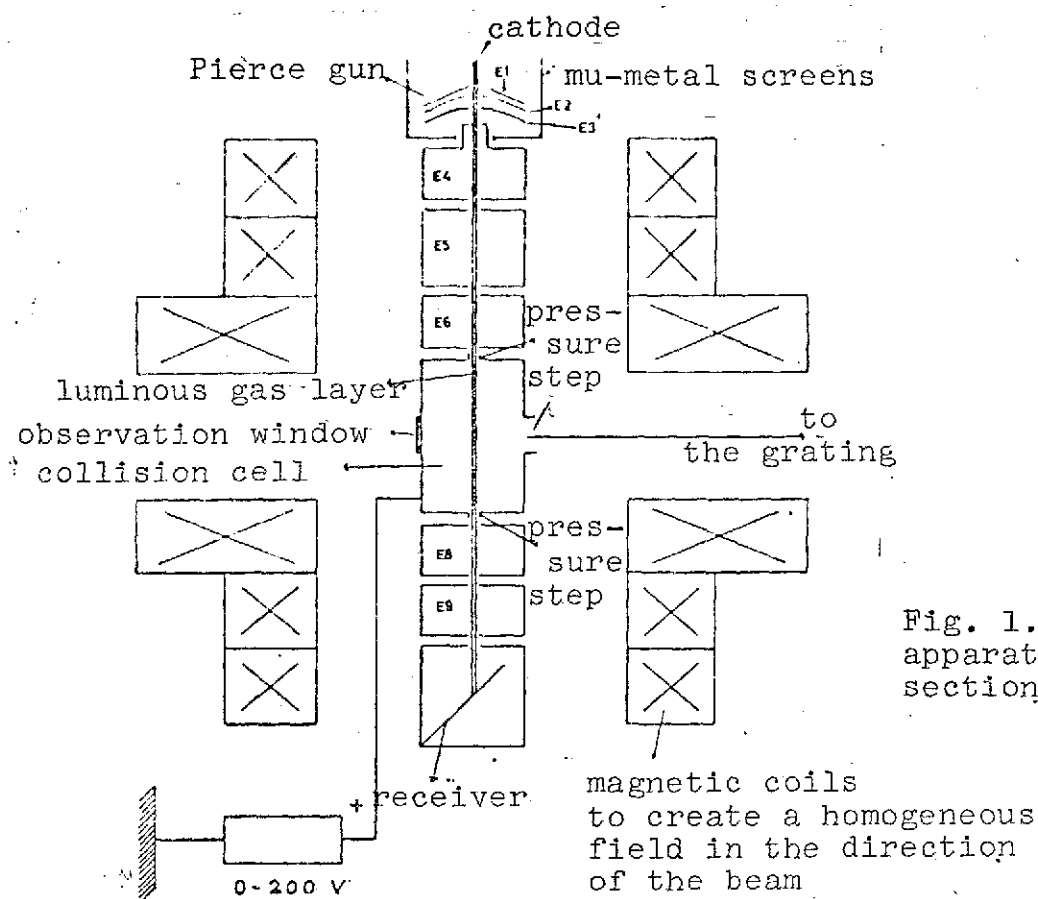 cathode
Pierce gun
mu-metal screens
E1
E2
E3
E4
E5
E6
pres-
sure
step
luminous gas layer
observation window
collision cell
to
the grating
pres-
sure
step
E8
E9
Fig. 1.
apparat
section
receiver
+
0-200 V
magnetic coils
to create a homogeneous
field in the direction
of the beam